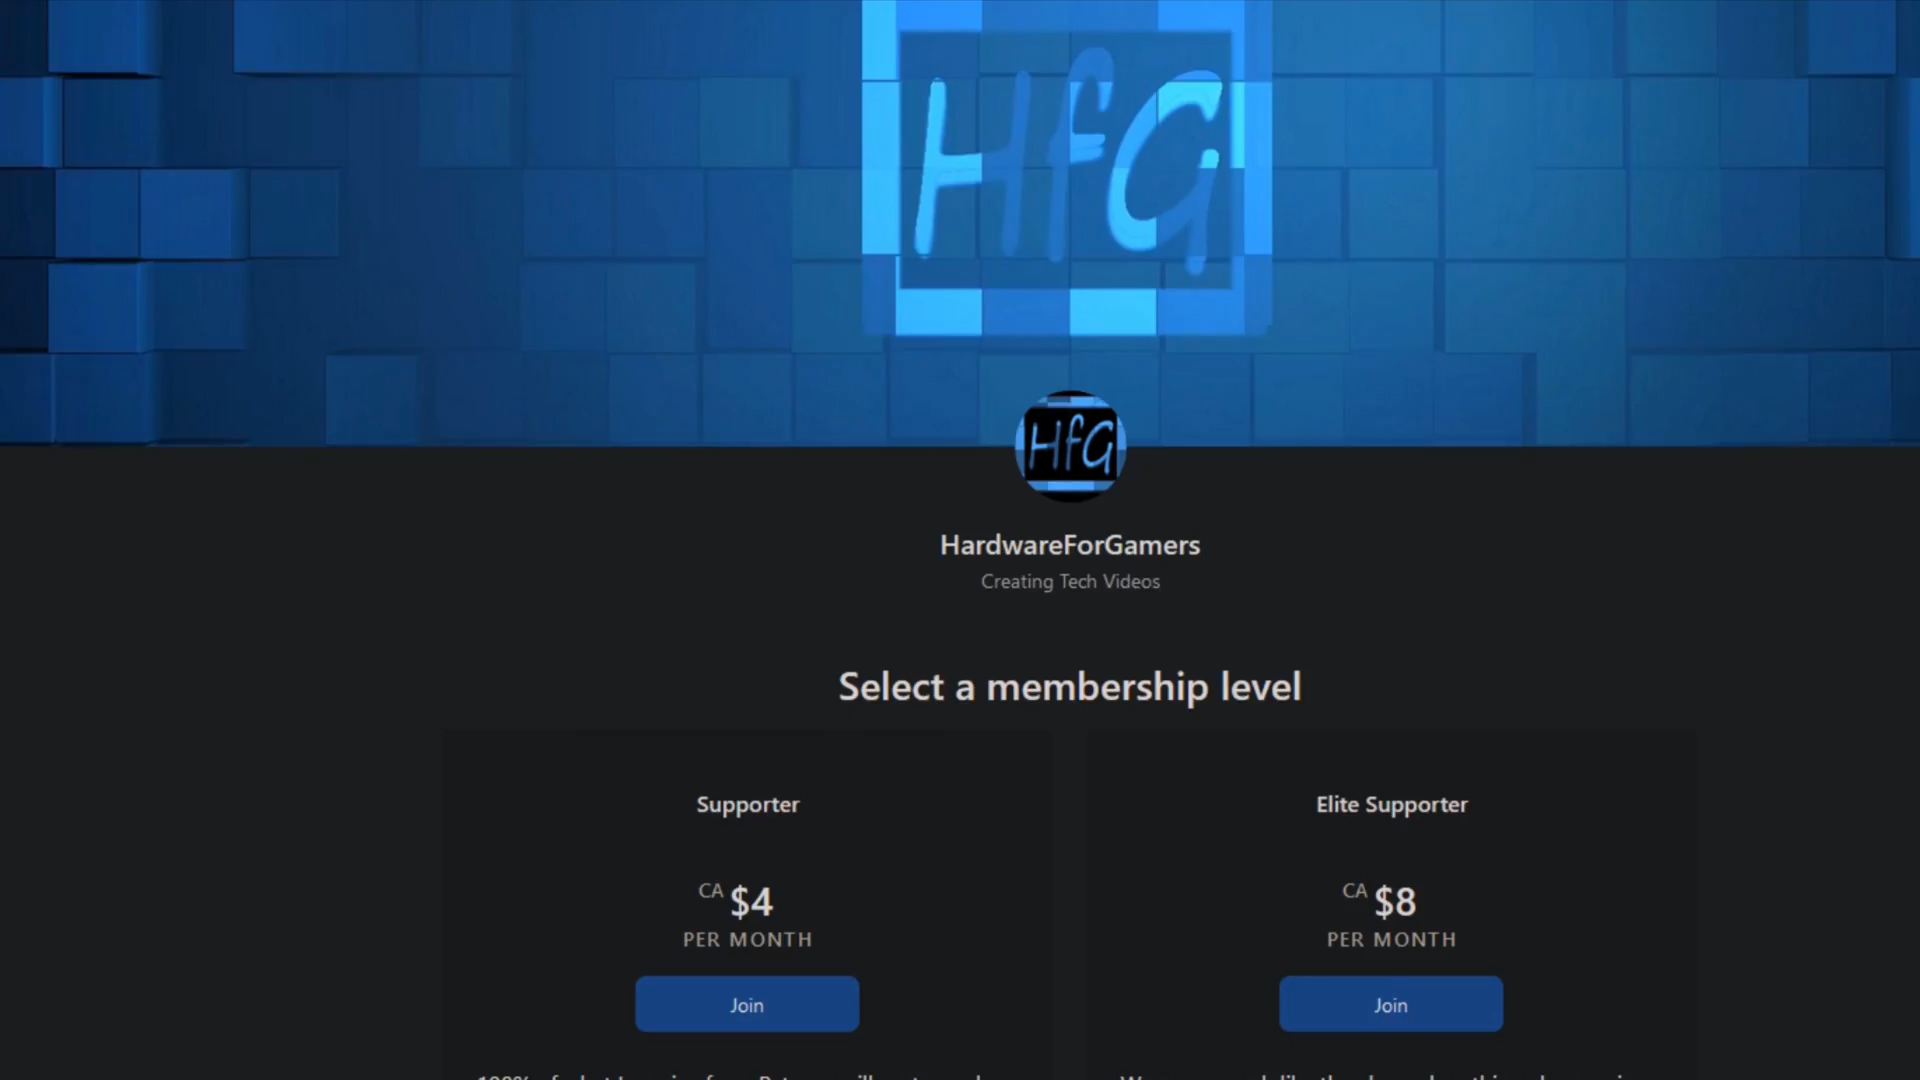 HfG
HfG
HardwareForGamers
Creating Tech Videos
Select a membership level
Supporter
CA $4
PER MONTH
Join
Elite Supporter
CA $8
PER MONTH
Join